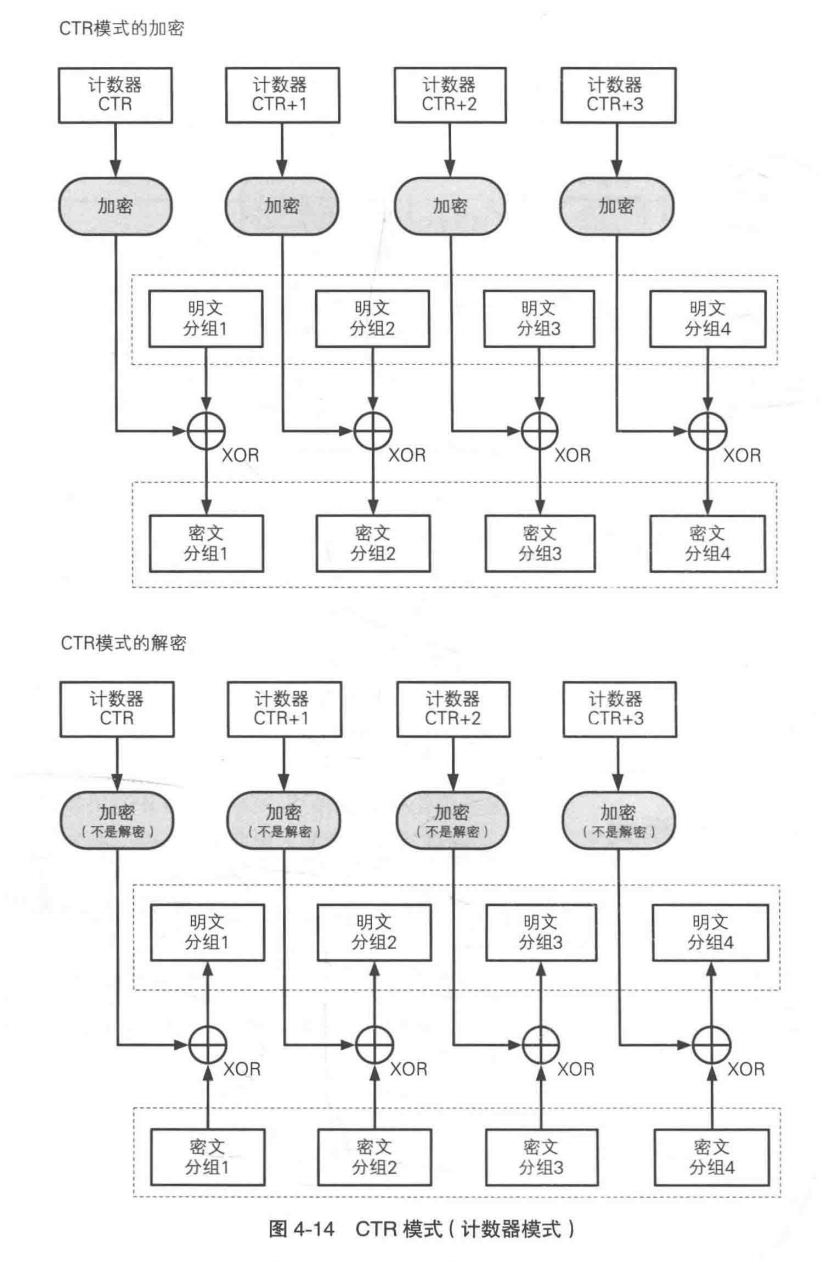 CTR模式的加密
计数器
CTR
计数器
CTR+1
计数器
CTR+2
计数器
CTR+3
加密
加密
加密
加密
明文
分组1
明文
分组2
明文
分组3
明文
分组4
XOR
XOR
XOR
XOR
密文
分组1
密文
分组2
密文
分组3
密文
分组4
CTR模式的解密
计数器
CTR
计数器
CTR+1
计数器
CTR+2
计数器
CTR+3
加密
(不是解密)
加密
(不是解密)
加密
(不是解密)
加密
(不是解密)
明文
分组1
明文
分组2
明文
分组3
明文
分组4
XOR
XOR
XOR
XOR
密文
分组1
密文
分组2
密文
分组3
密文
分组4
图 4-14 CTR 模式(计数器模式)